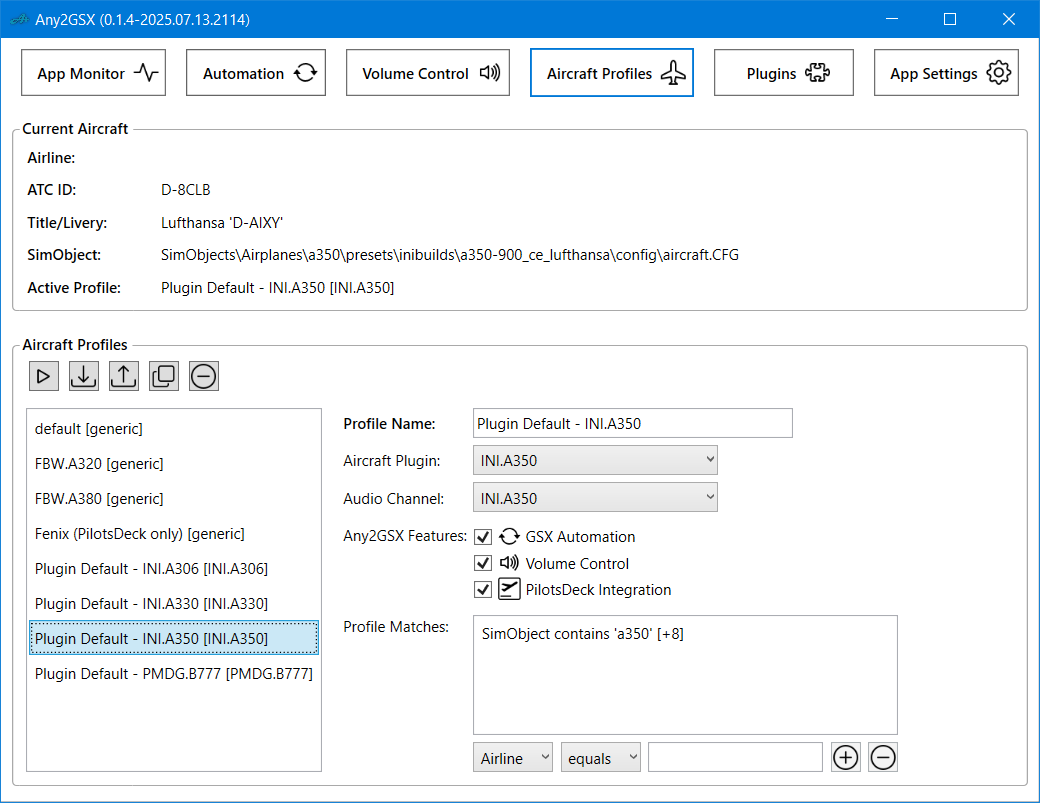 Any2GSX (0.1.4-2025.07.13.2114)
App Monitor
Automation
Volume Control
Aircraft Profiles
Plugins
App Settings
Current Aircraft
Airline:
ATC ID: D-8CLB
Title/Livery: Lufthansa 'D-AIXY'
SimObject: SimObjects\Airplanes\a350\presets\inibuilds\a350-900_ce_lufthansa\config\aircraft.CFG
Active Profile: Plugin Default - INI.A350 [INI.A350]
Aircraft Profiles
default [generic]
FBW.A320 [generic]
FBW.A380 [generic]
Fenix (PilotsDeck only) [generic]
Plugin Default - INI.A306 [INI.A306]
Plugin Default - INI.A330 [INI.A330]
Plugin Default - INI.A350 [INI.A350]
Plugin Default - PMDG.B777 [PMDG.B777]
Profile Name: Plugin Default - INI.A350
Aircraft Plugin: INI.A350
Audio Channel: INI.A350
Any2GSX Features: GSX Automation
Volume Control
PilotsDeck Integration
Profile Matches: SimObject contains 'a350' [+8]
Airline equals